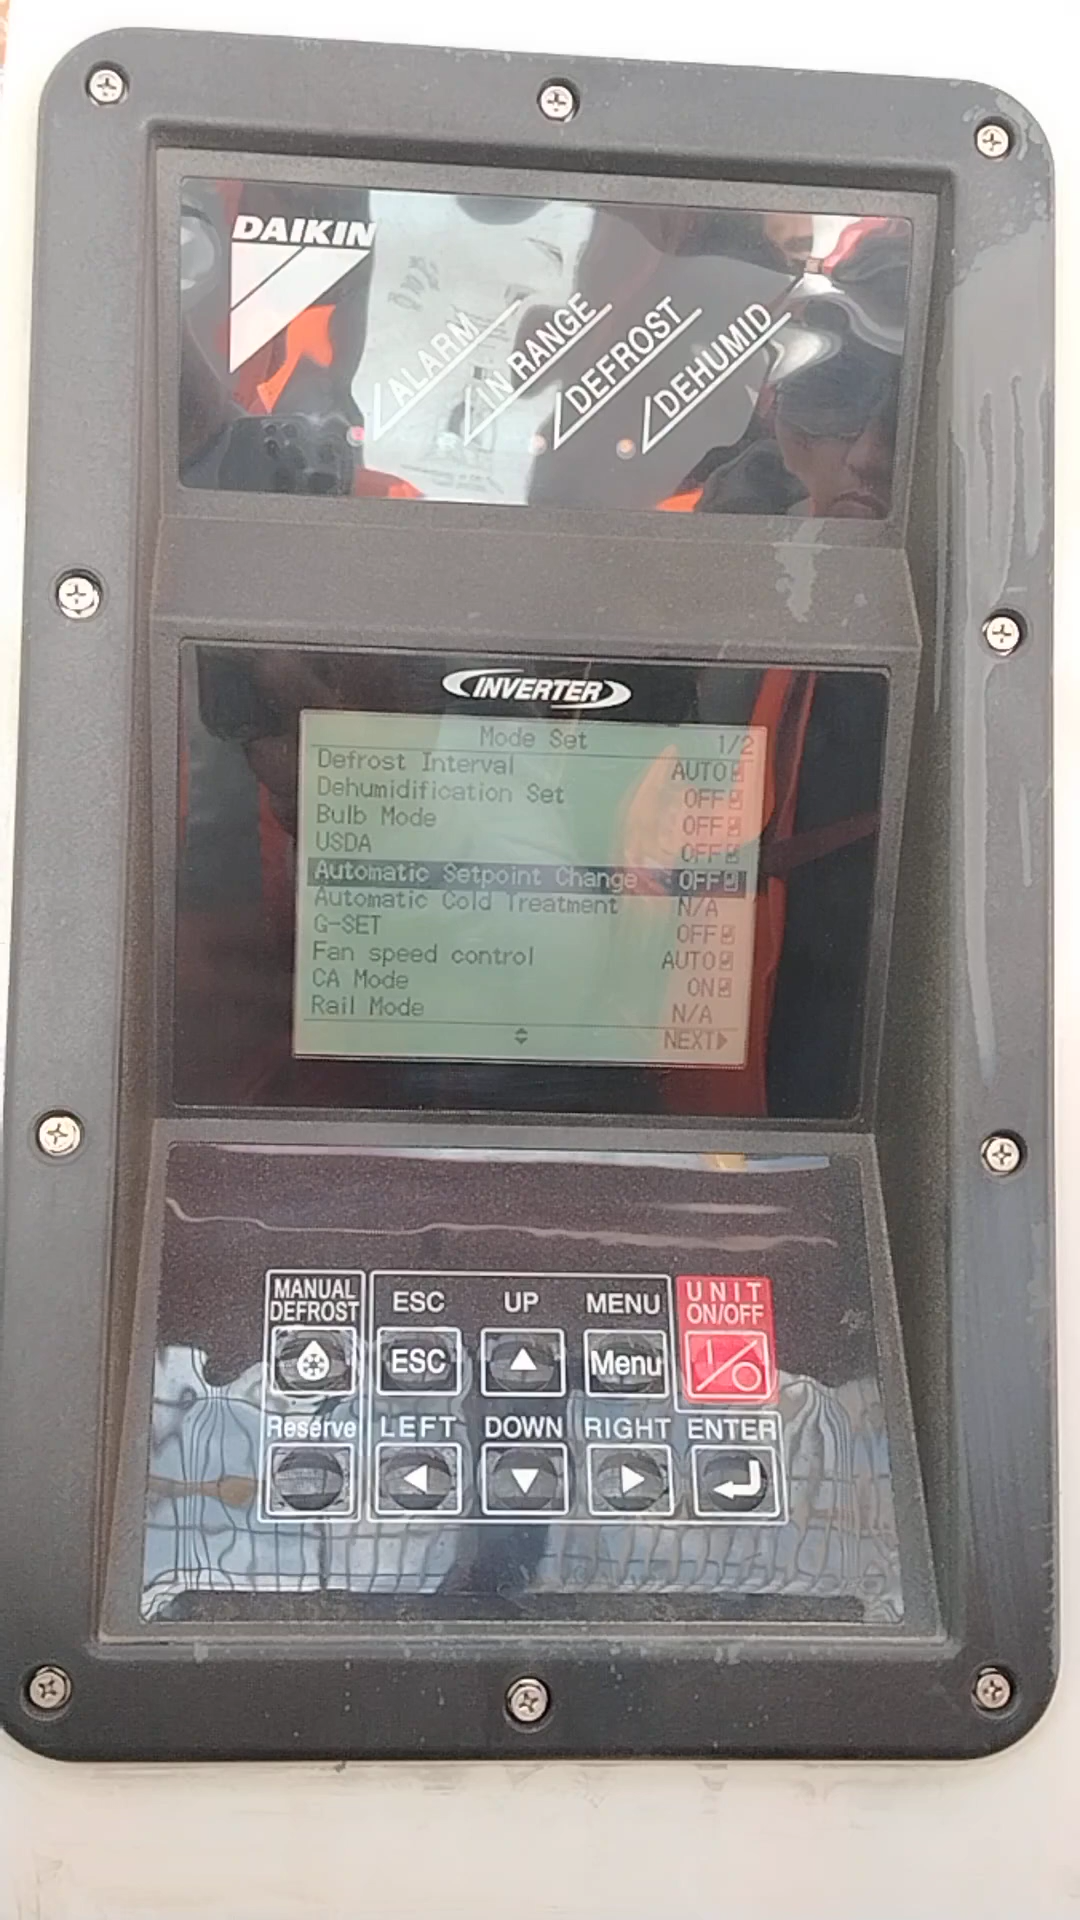 DAIKIN
ALARM
IN RANGE
DEFROST
DEHUMID
INVERTER
Mode Set 1/2
Defrost Interval AUTO
Dehumidification Set OFF
Bulb Mode OFF
USDA OFF
Automatic Setpoint Change OFF
Automatic Cold Treatment N/A
G-SET OFF
Fan speed control AUTO
CA Mode ON
Rail Mode N/A
NEXT
MANUAL DEFROST ESC UP MENU UNIT ON/OFF
ESC Menu
Reserve LEFT DOWN RIGHT ENTER